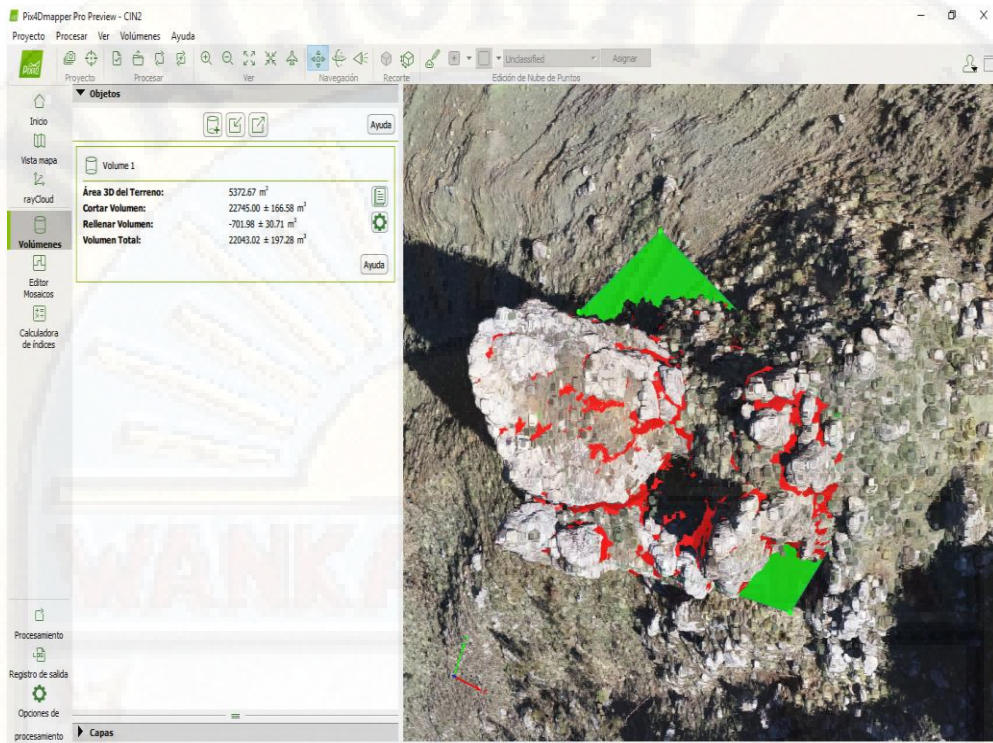 Pix4Dmapper Pro Preview - CIN2
Proyecto Procesar Ver Volúmenes Ayuda
Unclassified
Asignar
Proyecto Procesar Ver Navegación Recorte Edición de Nube de Puntos
Inicio
Vista mapa
rayCloud
Volúmenes
Editor
Mosaicos
Calculadora
de índices
Procesamiento
Registro de salida
Opciones de
procesamiento
Objetos
Ayuda
Volume 1
Área 3D del Terreno: 5372.67 m²
Cortar Volumen: 22745.00 ± 166.58 m³
Rellenar Volumen: -701.98 ± 30.71 m³
Volumen Total: 22043.02 ± 197.28 m³
Ayuda
Capas